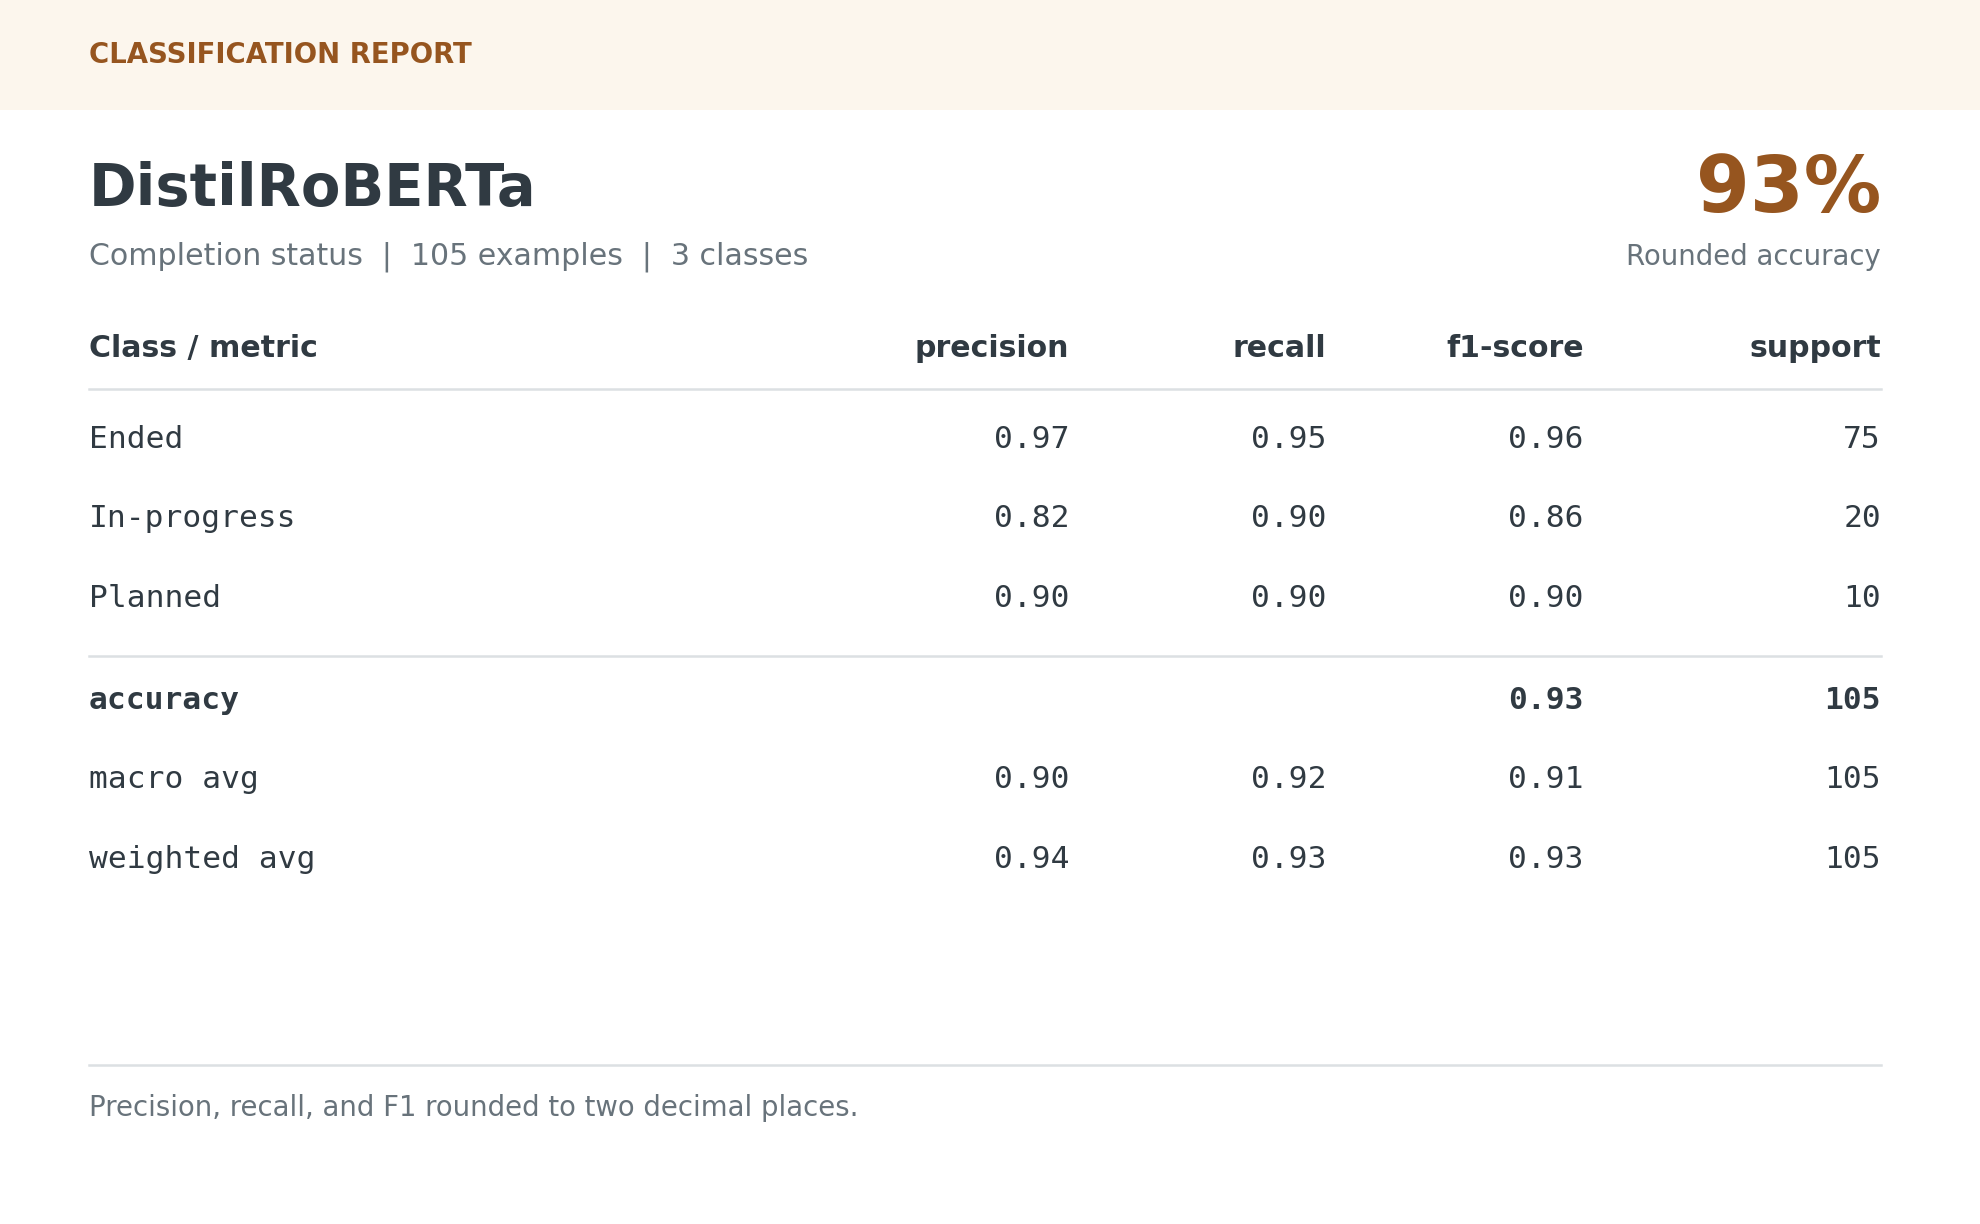 CLASSIFICATION REPORT
DistilRoBERTa 93%
Completion status | 105 examples | 3 classes Rounded accuracy
Class / metric precision recall f1-score support
Ended 0.97 0.95 0.96 75
In-progress 0.82 0.90 0.86 20
Planned 0.90 0.90 0.90 10
accuracy 0.93 105
macro avg 0.90 0.92 0.91 105
weighted avg 0.94 0.93 0.93 105
Precision, recall, and F1 rounded to two decimal places.